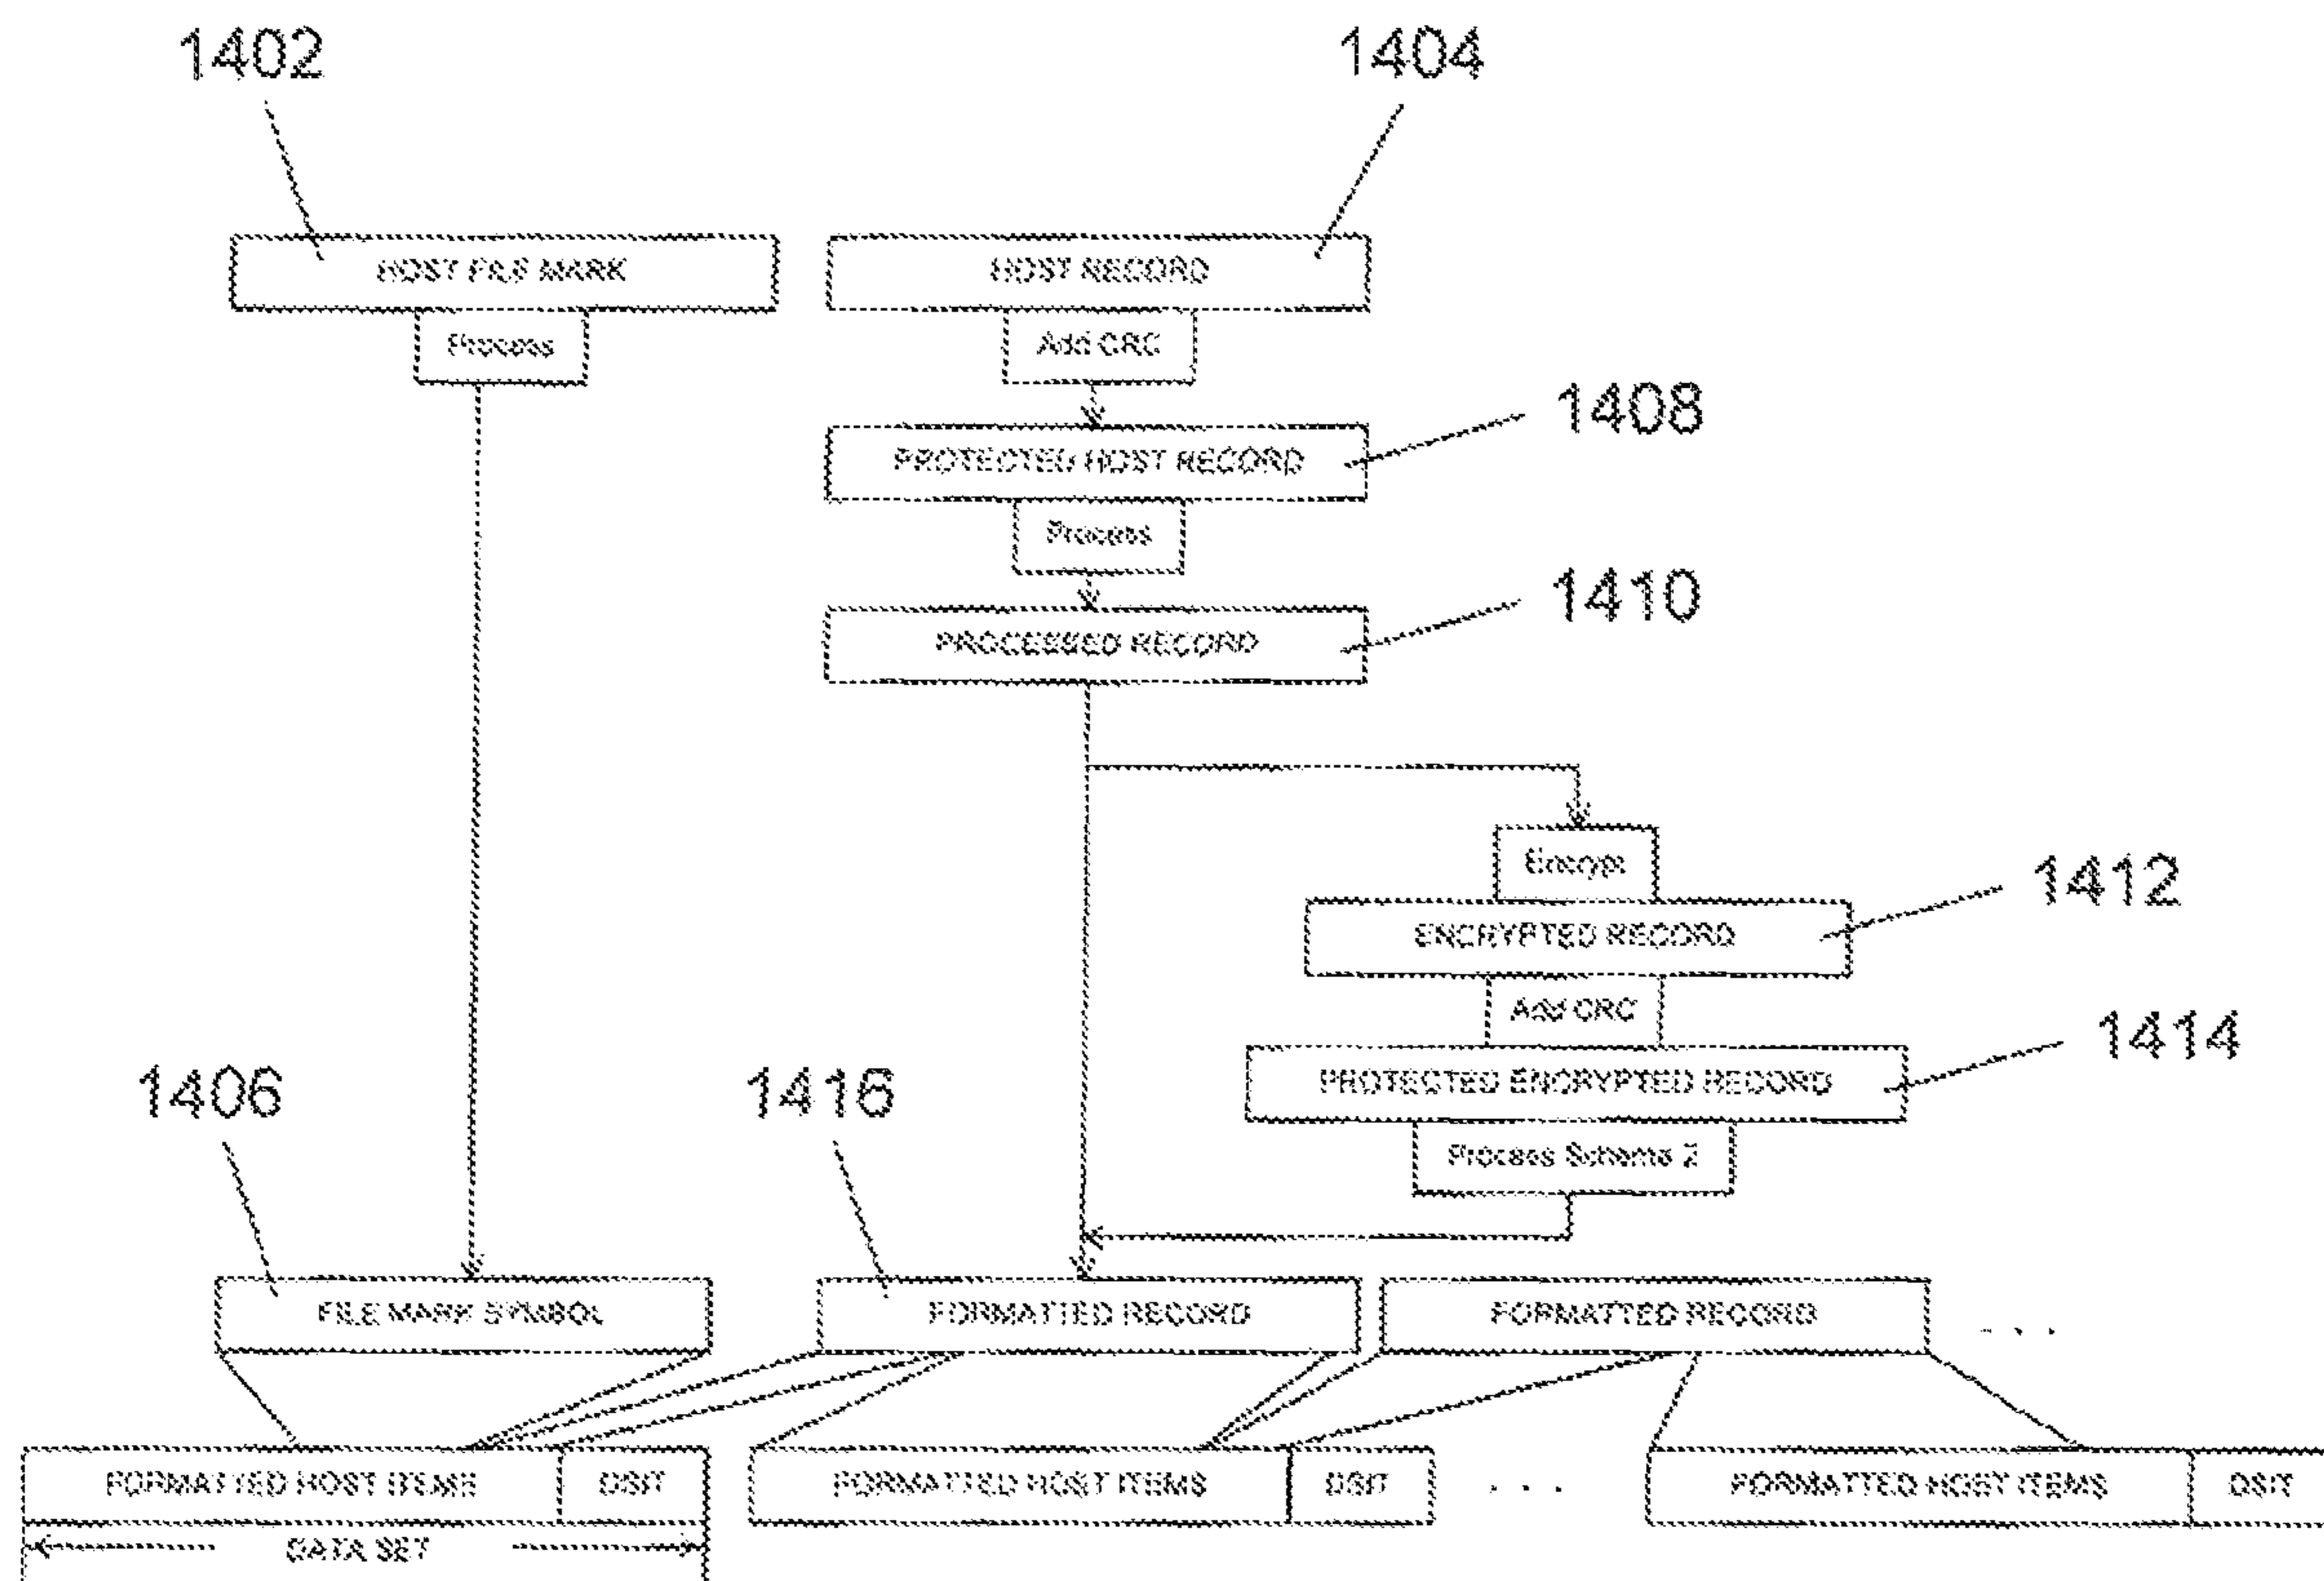 1402
1404
HOST FILE MARK
HOST RECORD
Process
Add CRC
1408
PROTECTED HOST RECORD
Process
1410
PROCESSED RECORD
Encrypt
1412
ENCRYPTED RECORD
Add CRC
1414
PROTECTED ENCRYPTED RECORD
1406
1416
Process Scheme 2
FILE MARK SYMBOL
FORMATTED RECORD
FORMATTED RECORD
. . .
FORMATTED HOST ITEMS
DSIT
FORMATTED HOST ITEMS
DSIT
. . .
FORMATTED HOST ITEMS
DSIT
DATA SET